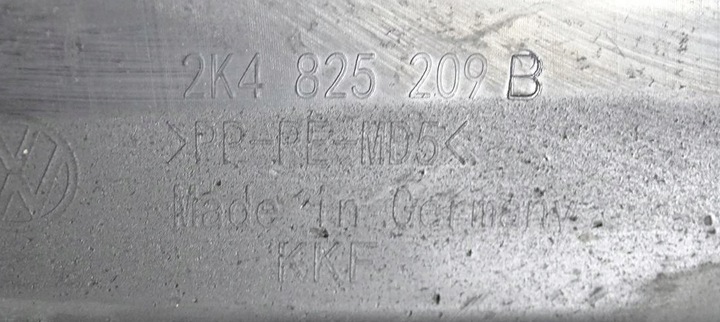 2K4 825 209 B
>PP-PE-MD5<
Made in Germany
KKF